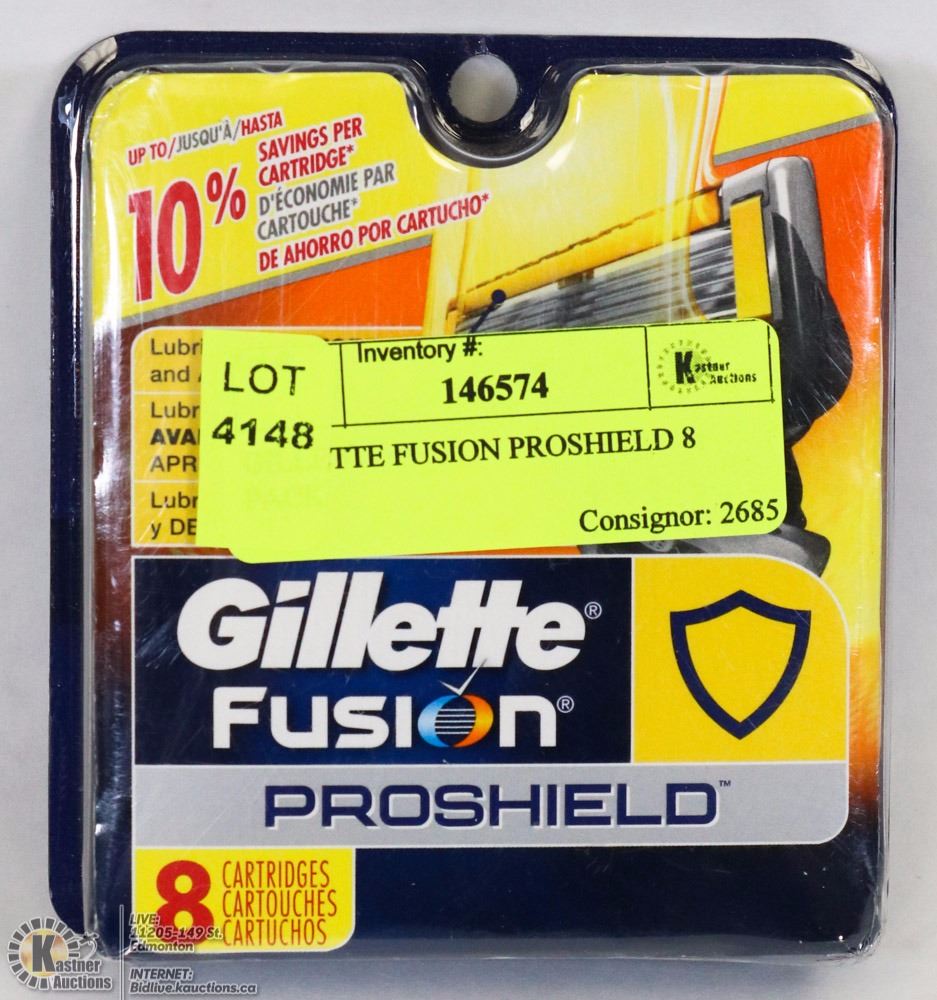 UP TO/JUSQU'À/HASTA
10% SAVINGS PER
CARTRIDGE*
D'ÉCONOMIE PAR
CARTOUCHE*
DE AHORRO POR CARTUCHO*
LOT
4148
Inventory #:
146574
Kastner
Auctions
TTE FUSION PROSHIELD 8
Consignor: 2685
Gillette®
FUSION®
PROSHIELD™
8 CARTRIDGES
CARTOUCHES
CARTUCHOS
Kastner
Auctions
LIVE:
11205-149 St.
Edmonton
INTERNET:
Bidlive.kauctions.ca